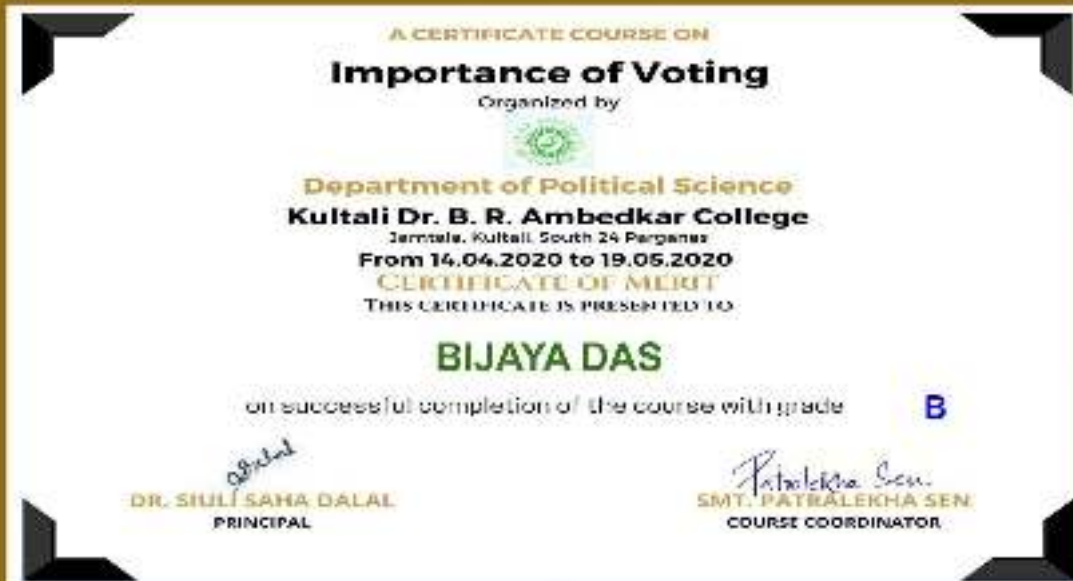 A CERTIFICATE COURSE ON
Importance of Voting
Organized by
Department of Political Science
Kultali Dr. B. R. Ambedkar College
Jamtala, Kultali, South 24 Parganas
From 14.04.2020 to 19.05.2020
CERTIFICATE OF MERIT
THIS CERTIFICATE IS PRESENTED TO
BIJAYA DAS
on successful completion of the course with grade B
Patralekha Sen.
DR. SIULI SAHA DALAL
SMT. PATRALEKHA SEN
PRINCIPAL
COURSE COORDINATOR